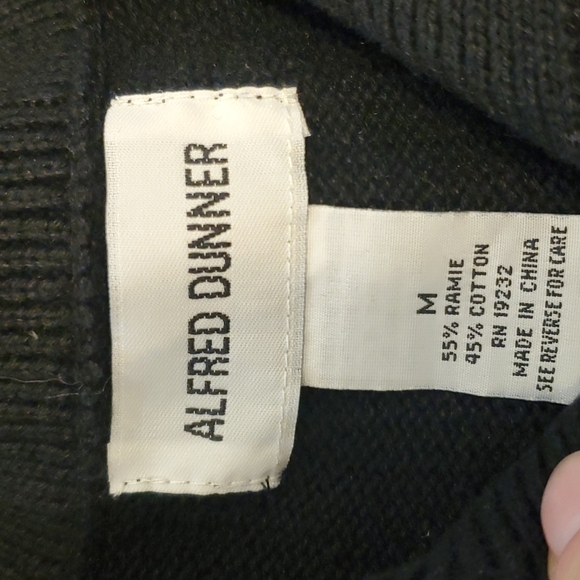 ALFRED DUNNER
M
55% RAMIE
45% COTTON
RN 19232
MADE IN CHINA
SEE REVERSE FOR CARE